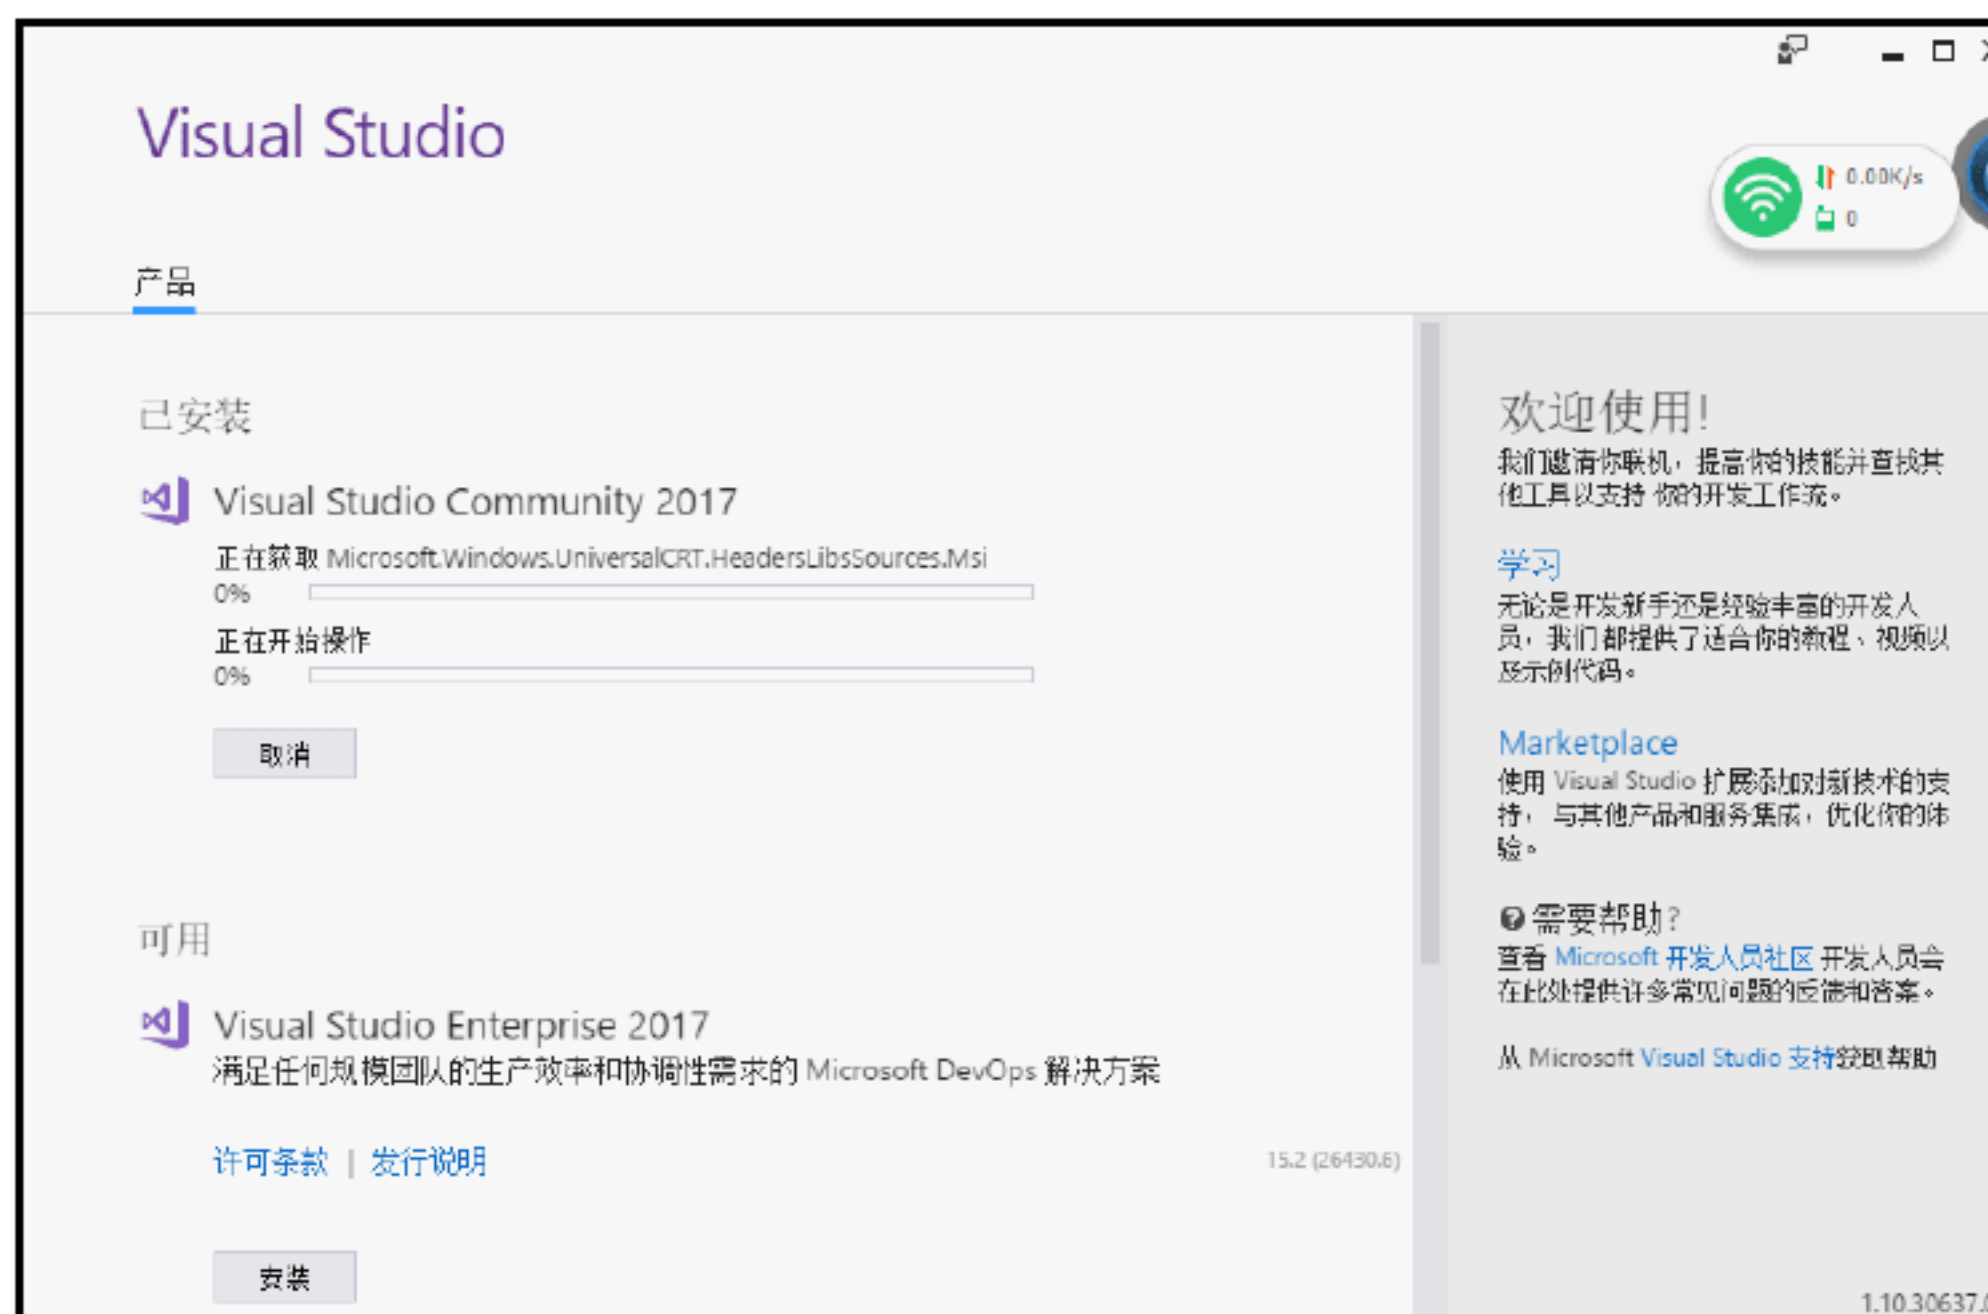 Visual Studio
0.00K/s
0
产品
已安装
Visual Studio Community 2017
正在获取 Microsoft.Windows.UniversalCRT.HeadersLibsSources.Msi
0%
正在开始操作
0%
取消
可用
Visual Studio Enterprise 2017
满足任何规模团队的生产效率和协调性需求的 Microsoft DevOps 解决方案
许可条款 | 发行说明
15.2 (26430.6)
安装
欢迎使用!
我们邀请你联机，提高你的技能并查找其
他工具以支持 你的开发工作流。
学习
无论是开发新手还是经验丰富的开发人
员，我们 都提供了适合你的教程、视频以
及示例代码。
Marketplace
使用 Visual Studio 扩展添加对新技术的支
持， 与其他产品和服务集成，优化你的体
验。
需要帮助?
查看 Microsoft 开发人员社区 开发人员会
在此处提供许多常见问题的反馈和答案。
从 Microsoft Visual Studio 支持获取帮助
1.10.30637